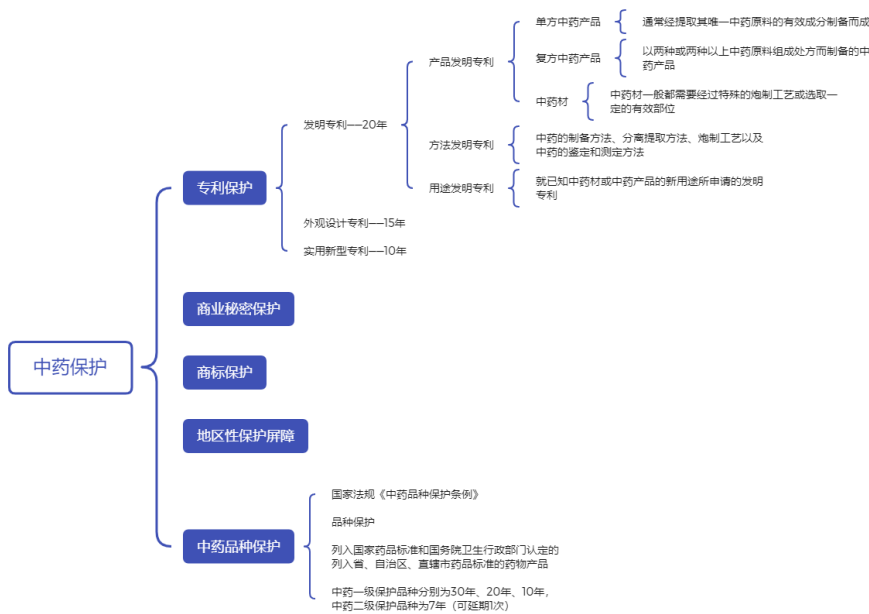 中药保护
专利保护
发明专利——20年
产品发明专利
单方中药产品
通常经提取其唯一中药原料的有效成分制备而成
复方中药产品
以两种或两种以上中药原料组成处方而制备的中
药产品
中药材
中药材一般都需要经过特殊的炮制工艺或选取一
定的有效部位
方法发明专利
中药的制备方法、分离提取方法、炮制工艺以及
中药的鉴定和测定方法
用途发明专利
就已知中药材或中药产品的新用途所申请的发明
专利
外观设计专利——15年
实用新型专利——10年
商业秘密保护
商标保护
地区性保护屏障
中药品种保护
国家法规《中药品种保护条例》
品种保护
列入国家药品标准和国务院卫生行政部门认定的
列入省、自治区、直辖市药品标准的药物产品
中药一级保护品种分别为30年、20年、10年，
中药二级保护品种为7年（可延期1次）